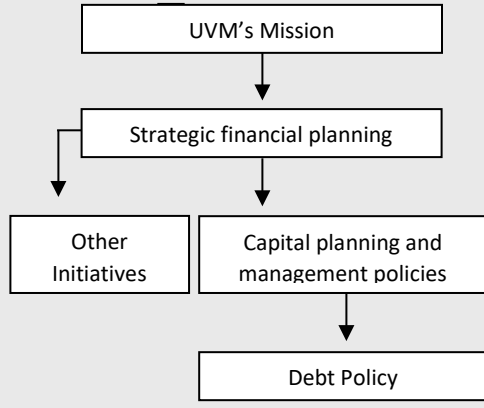 UVM’s Mission
Strategic financial planning
Other
Initiatives
Capital planning and
management policies
Debt Policy